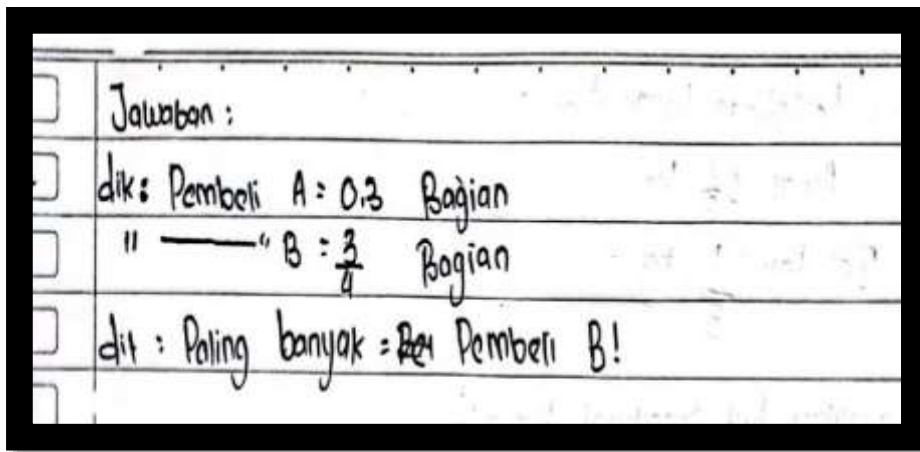 Jawaban :
dik : Pembeli A = 0.3 Bagian
" —— " B = 3/4 Bagian
dit : Paling banyak = Pembeli B!